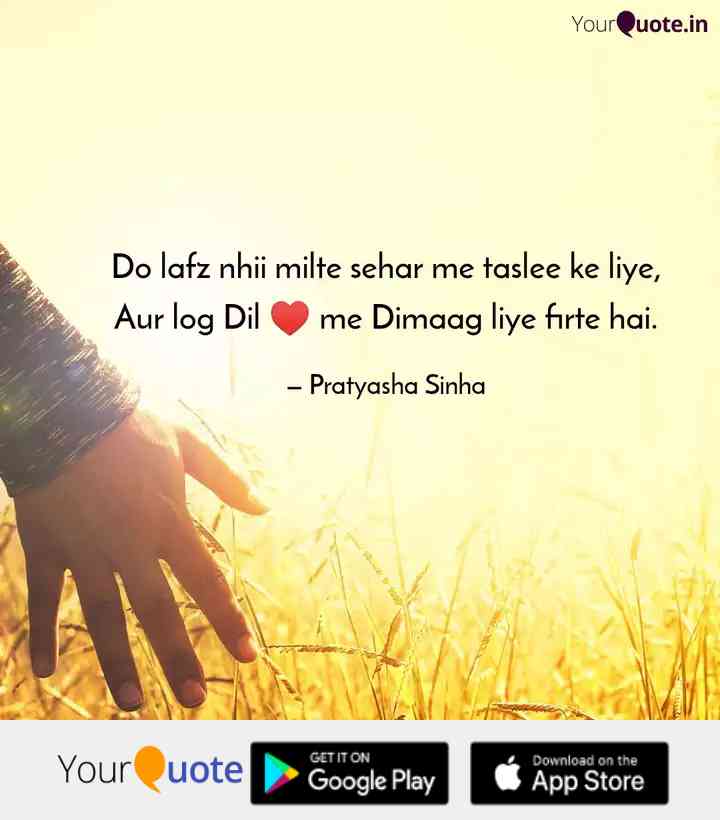 YourQuote.in
Do lafz nhii milte sehar me taslee ke liye,
Aur log Dil ❤️ me Dimaag liye firte hai.
– Pratyasha Sinha
YourQuote
GET IT ON
Google Play
Download on the
App Store